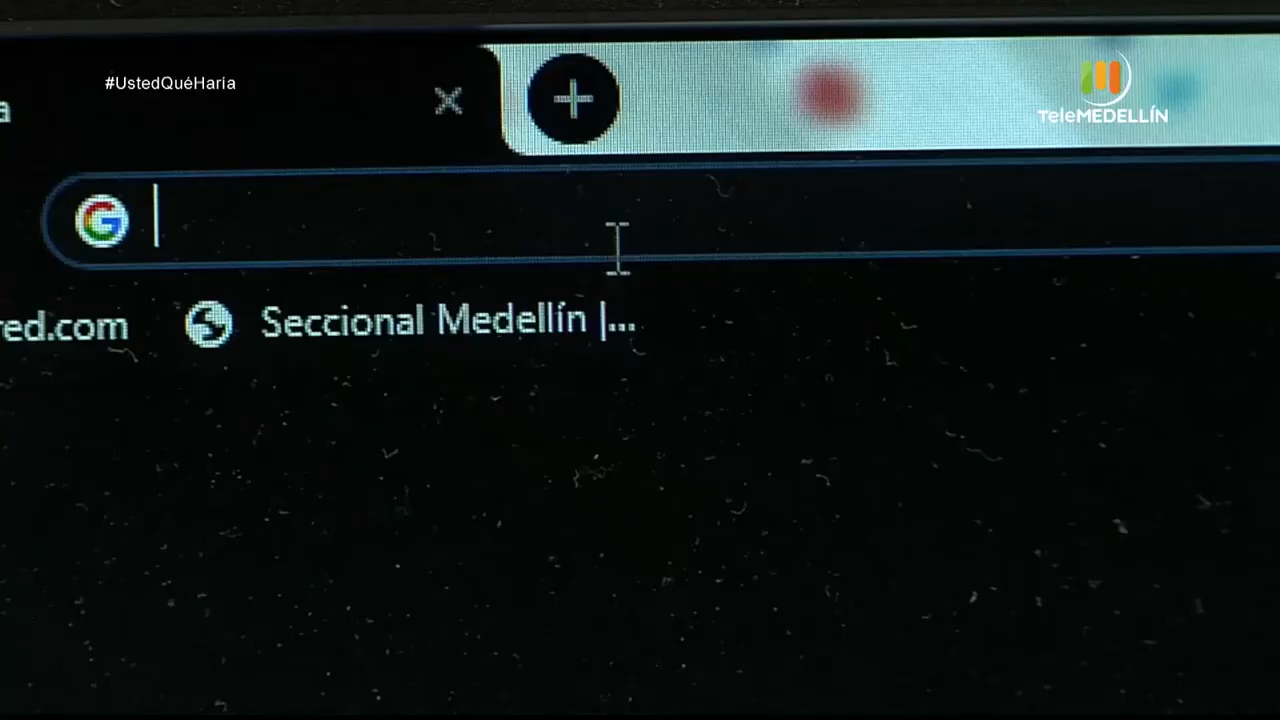 #UstedQuéHaría
TeleMEDELLÍN
a
red.com
Seccional Medellín |...